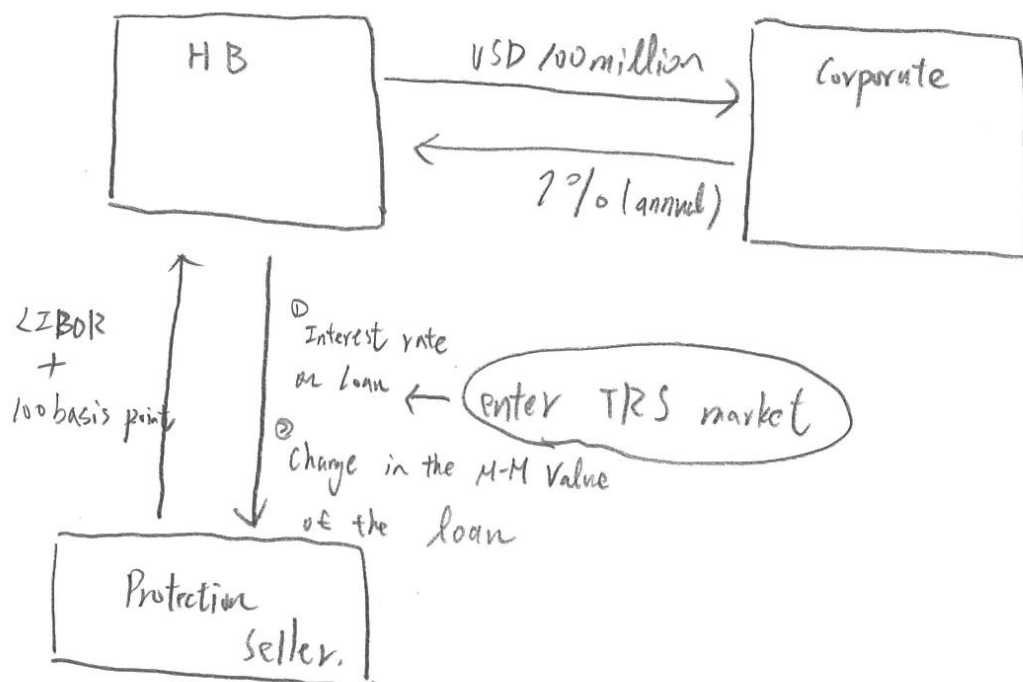 HB
USD 100 million
Corporate
7% (annual)
LIBOR
+
100 basis point
① Interest rate
on loan
enter TRS market
② Change in the M-M Value
of the loan
Protection
Seller.